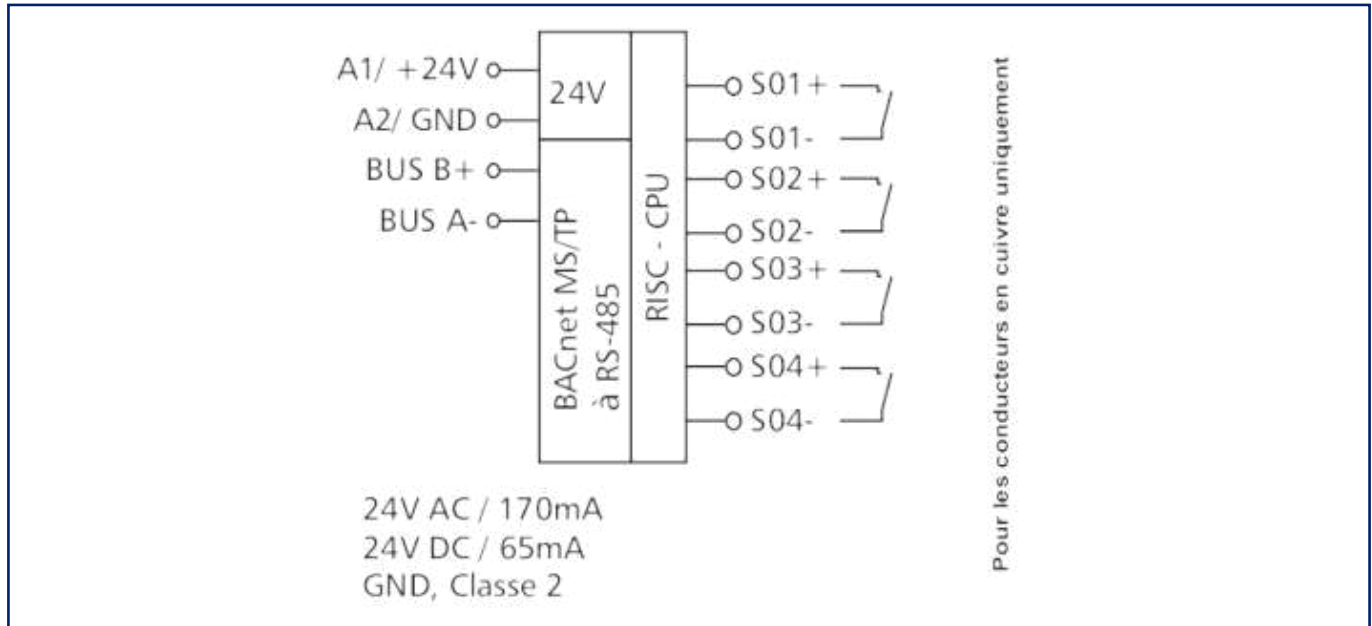 A1/ +24V
A2/ GND
BUS B+
BUS A-
24V
BACnet MS/TP
à RS-485
RISC - CPU
S01+
S01-
S02+
S02-
S03+
S03-
S04+
S04-
Pour les conducteurs en cuivre uniquement
24V AC / 170mA
24V DC / 65mA
GND, Classe 2